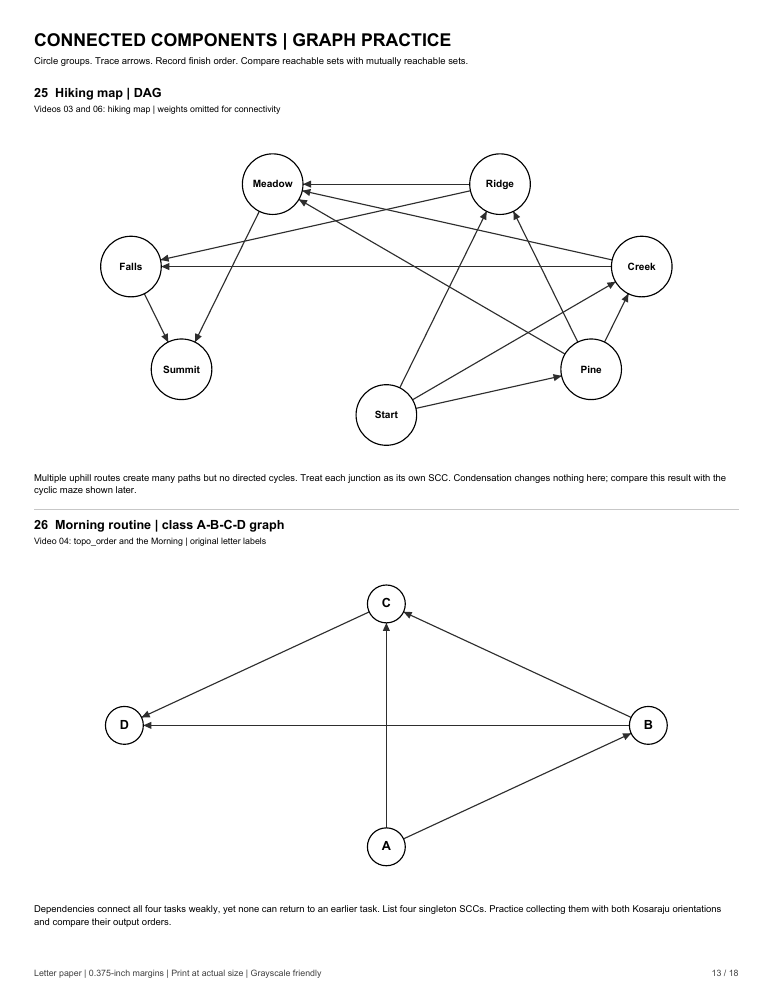 CONNECTED COMPONENTS | GRAPH PRACTICE
Circle groups. Trace arrows. Record finish order. Compare reachable sets with mutually reachable sets.
25 Hiking map | DAG
Videos 03 and 06: hiking map | weights omitted for connectivity
Meadow
Ridge
Falls
Creek
Summit
Pine
Start
Multiple uphill routes create many paths but no directed cycles. Treat each junction as its own SCC. Condensation changes nothing here; compare this result with the
cyclic maze shown later.
26 Morning routine | class A-B-C-D graph
Video 04: topo_order and the Morning | original letter labels
C
D
B
A
Dependencies connect all four tasks weakly, yet none can return to an earlier task. List four singleton SCCs. Practice collecting them with both Kosaraju orientations
and compare their output orders.
Letter paper | 0.375-inch margins | Print at actual size | Grayscale friendly
13 / 18